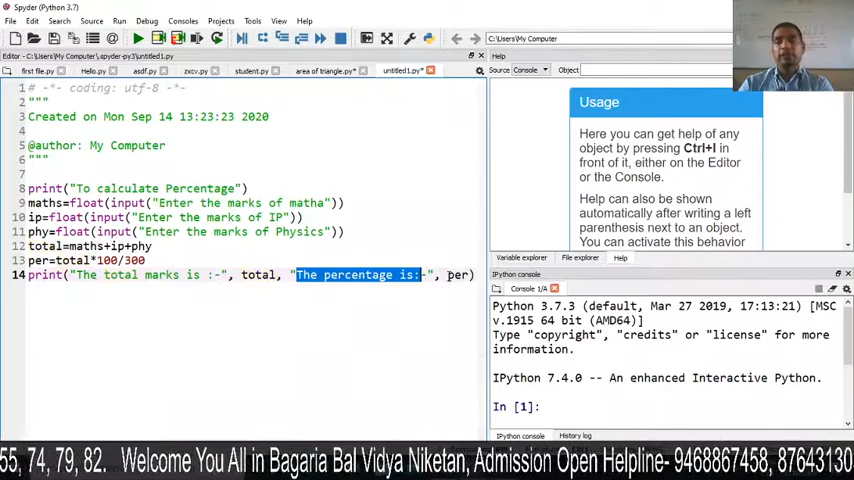 Spyder (Python 3.7)
File Edit Search Source Run Debug Consoles Projects Tools View Help
C:\Users\My Computer
Editor - C:\Users\My Computer\.spyder-py3\untitled1.py
Help
first file.py Hello.py asdf.py zxcv.py student.py area of triangle.py* untitled1.py*
Source Console Object
1 # -*- coding: utf-8 -*-
2 """
3 Created on Mon Sep 14 13:23:23 2020
4
5 @author: My Computer
6 """
7
8 print("To calculate Percentage")
9 maths=float(input("Enter the marks of matha"))
10 ip=float(input("Enter the marks of IP"))
11 phy=float(input("Enter the marks of Physics"))
12 total=maths+ip+phy
13 per=total*100/300
14 print("The total marks is :-", total, "The percentage is:-", per)
Usage
Here you can get help of any
object by pressing Ctrl+I in
front of it, either on the Editor
or the Console.
Help can also be shown
automatically after writing a left
parenthesis next to an object.
You can activate this behavior
Variable explorer File explorer Help
IPython console
Console 1/A
Python 3.7.3 (default, Mar 27 2019, 17:13:21) [MSC
v.1915 64 bit (AMD64)]
Type "copyright", "credits" or "license" for more
information.
IPython 7.4.0 -- An enhanced Interactive Python.
In [1]:
IPython console History log
55, 74, 79, 82. Welcome You All in Bagaria Bal Vidya Niketan, Admission Open Helpline- 9468867458, 87643130